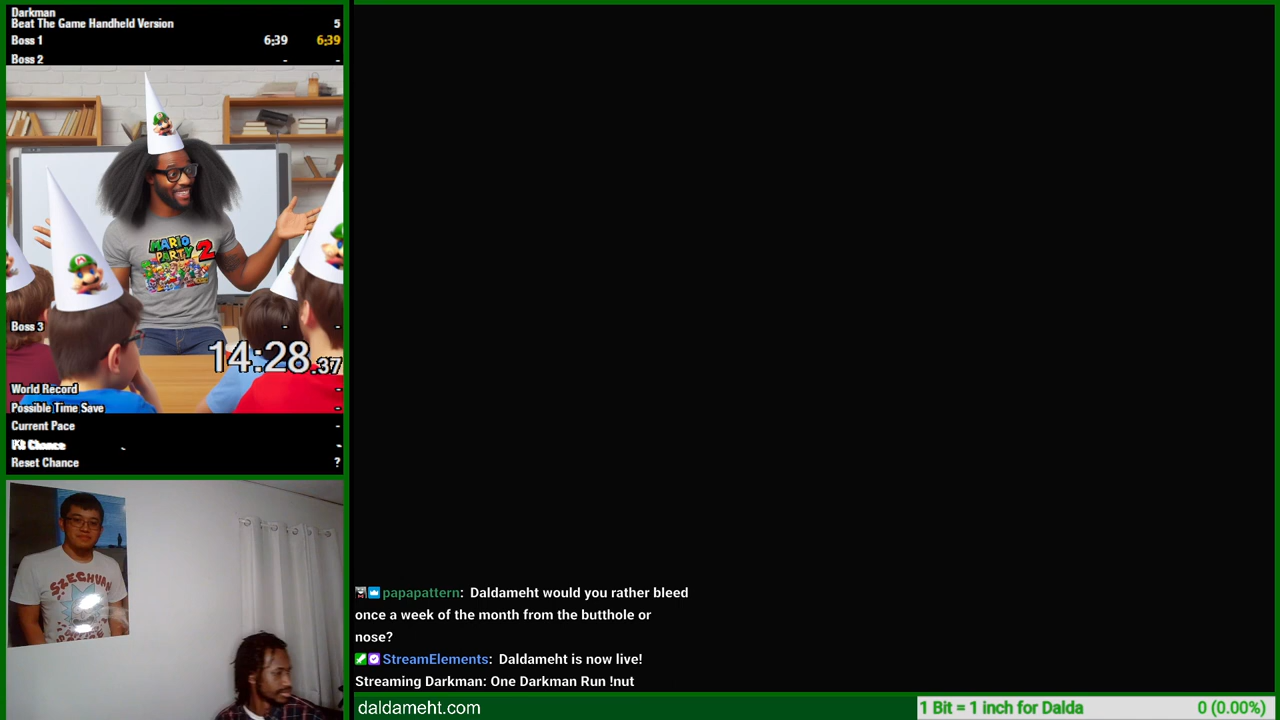 Darkman
Beat The Game Handheld Version 5
Boss 1 6:39 6:39
Boss 2 - -
MARIO
PARTY 2
Boss 3 - -
14:28.37
World Record -
Possible Time Save -
Current Pace -
Reset Chance ?
SZECHUAN
papapattern: Daldameht would you rather bleed
once a week of the month from the butthole or
nose?
StreamElements: Daldameht is now live!
Streaming Darkman: One Darkman Run !nut
daldameht.com
1 Bit = 1 inch for Dalda 0 (0.00%)